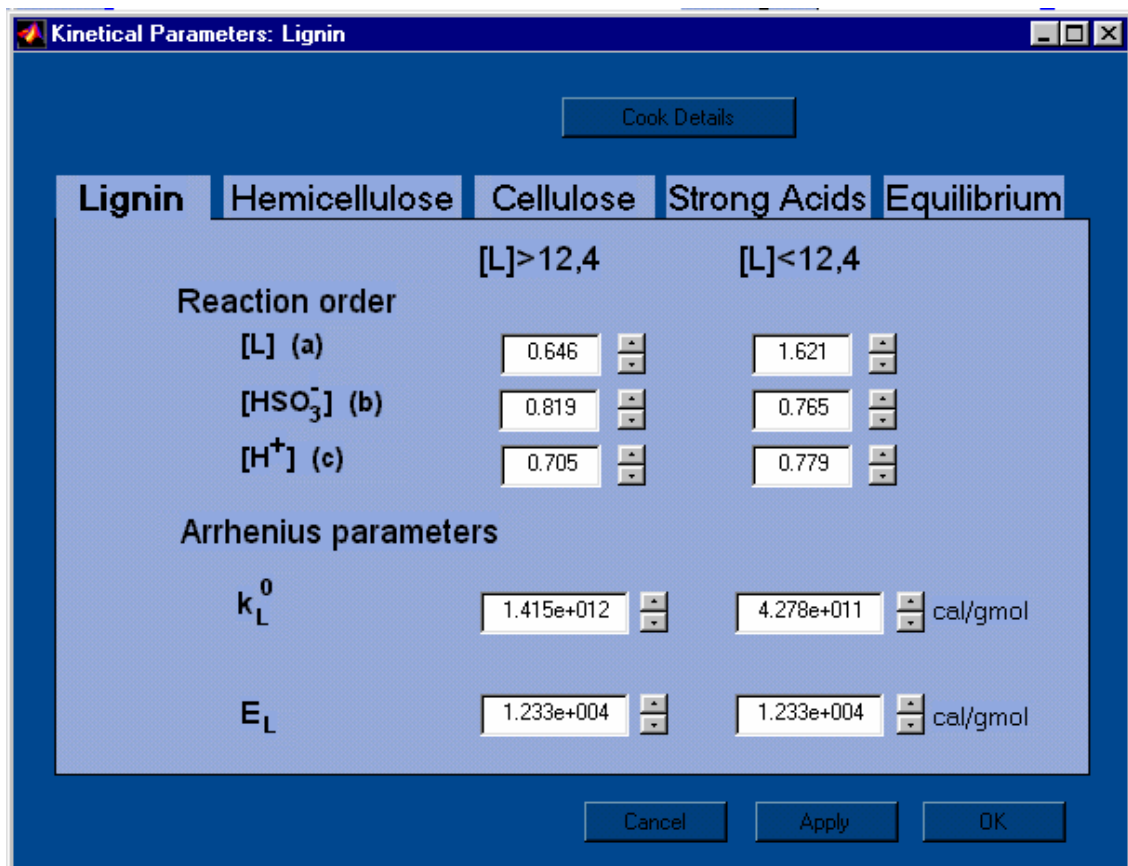 Kinetical Parameters: Lignin
Cook Details
Lignin Hemicellulose Cellulose Strong Acids Equilibrium
[L]>12,4 [L]<12,4
Reaction order
[L] (a) 0.646 1.621
[HSO₃⁻] (b) 0.819 0.765
[H⁺] (c) 0.705 0.779
Arrhenius parameters
k_L⁰ 1.415e+012 4.278e+011 cal/gmol
E_L 1.233e+004 1.233e+004 cal/gmol
Cancel Apply OK